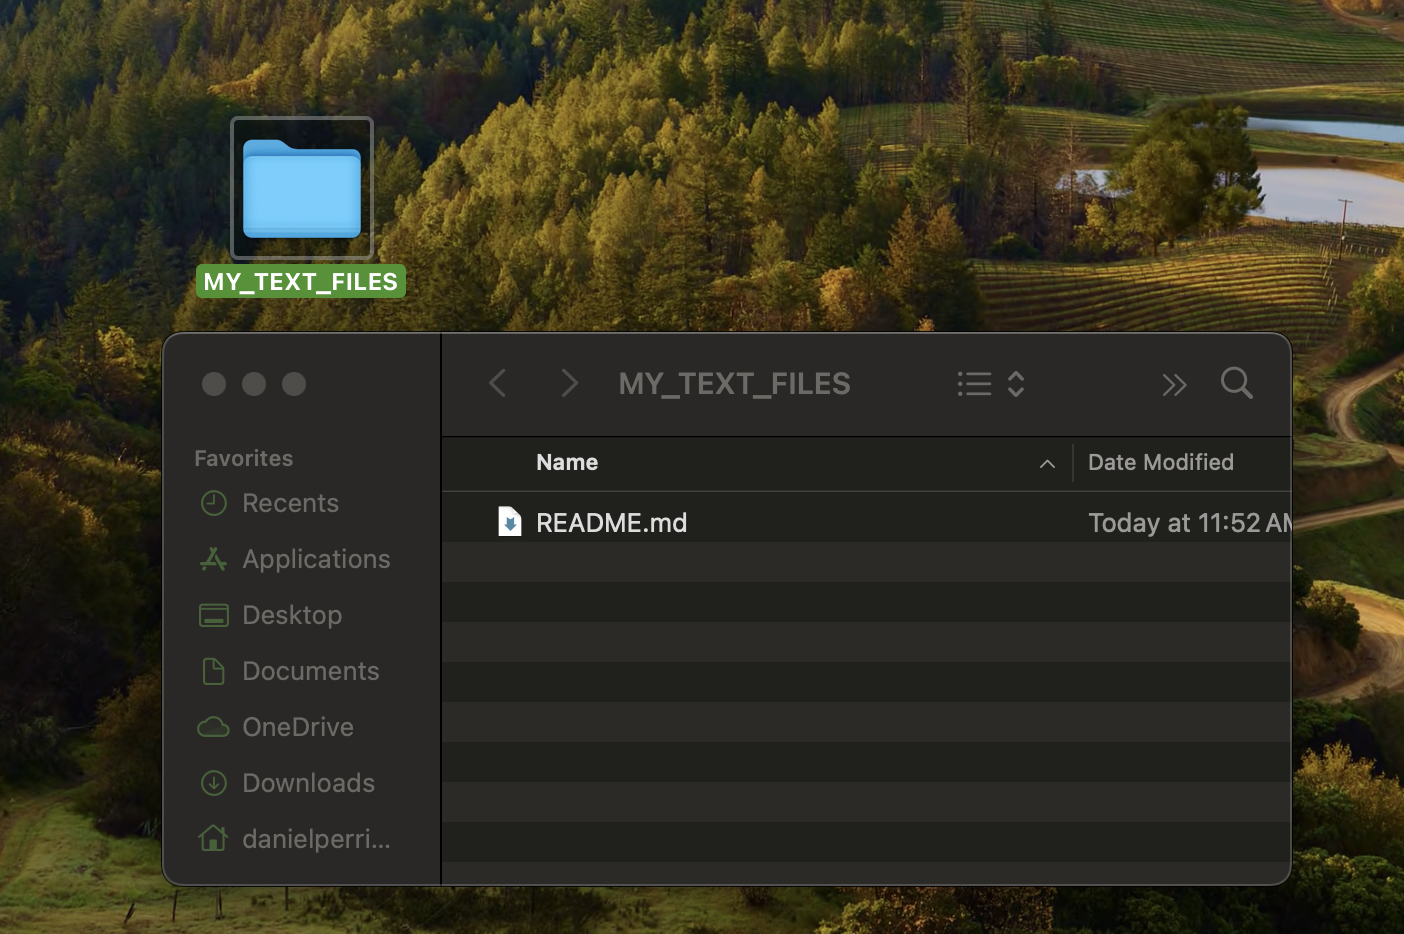 MY_TEXT_FILES
MY_TEXT_FILES
Favorites
Recents
Applications
Desktop
Documents
OneDrive
Downloads
danielperri...
Name
Date Modified
README.md
Today at 11:52 AM